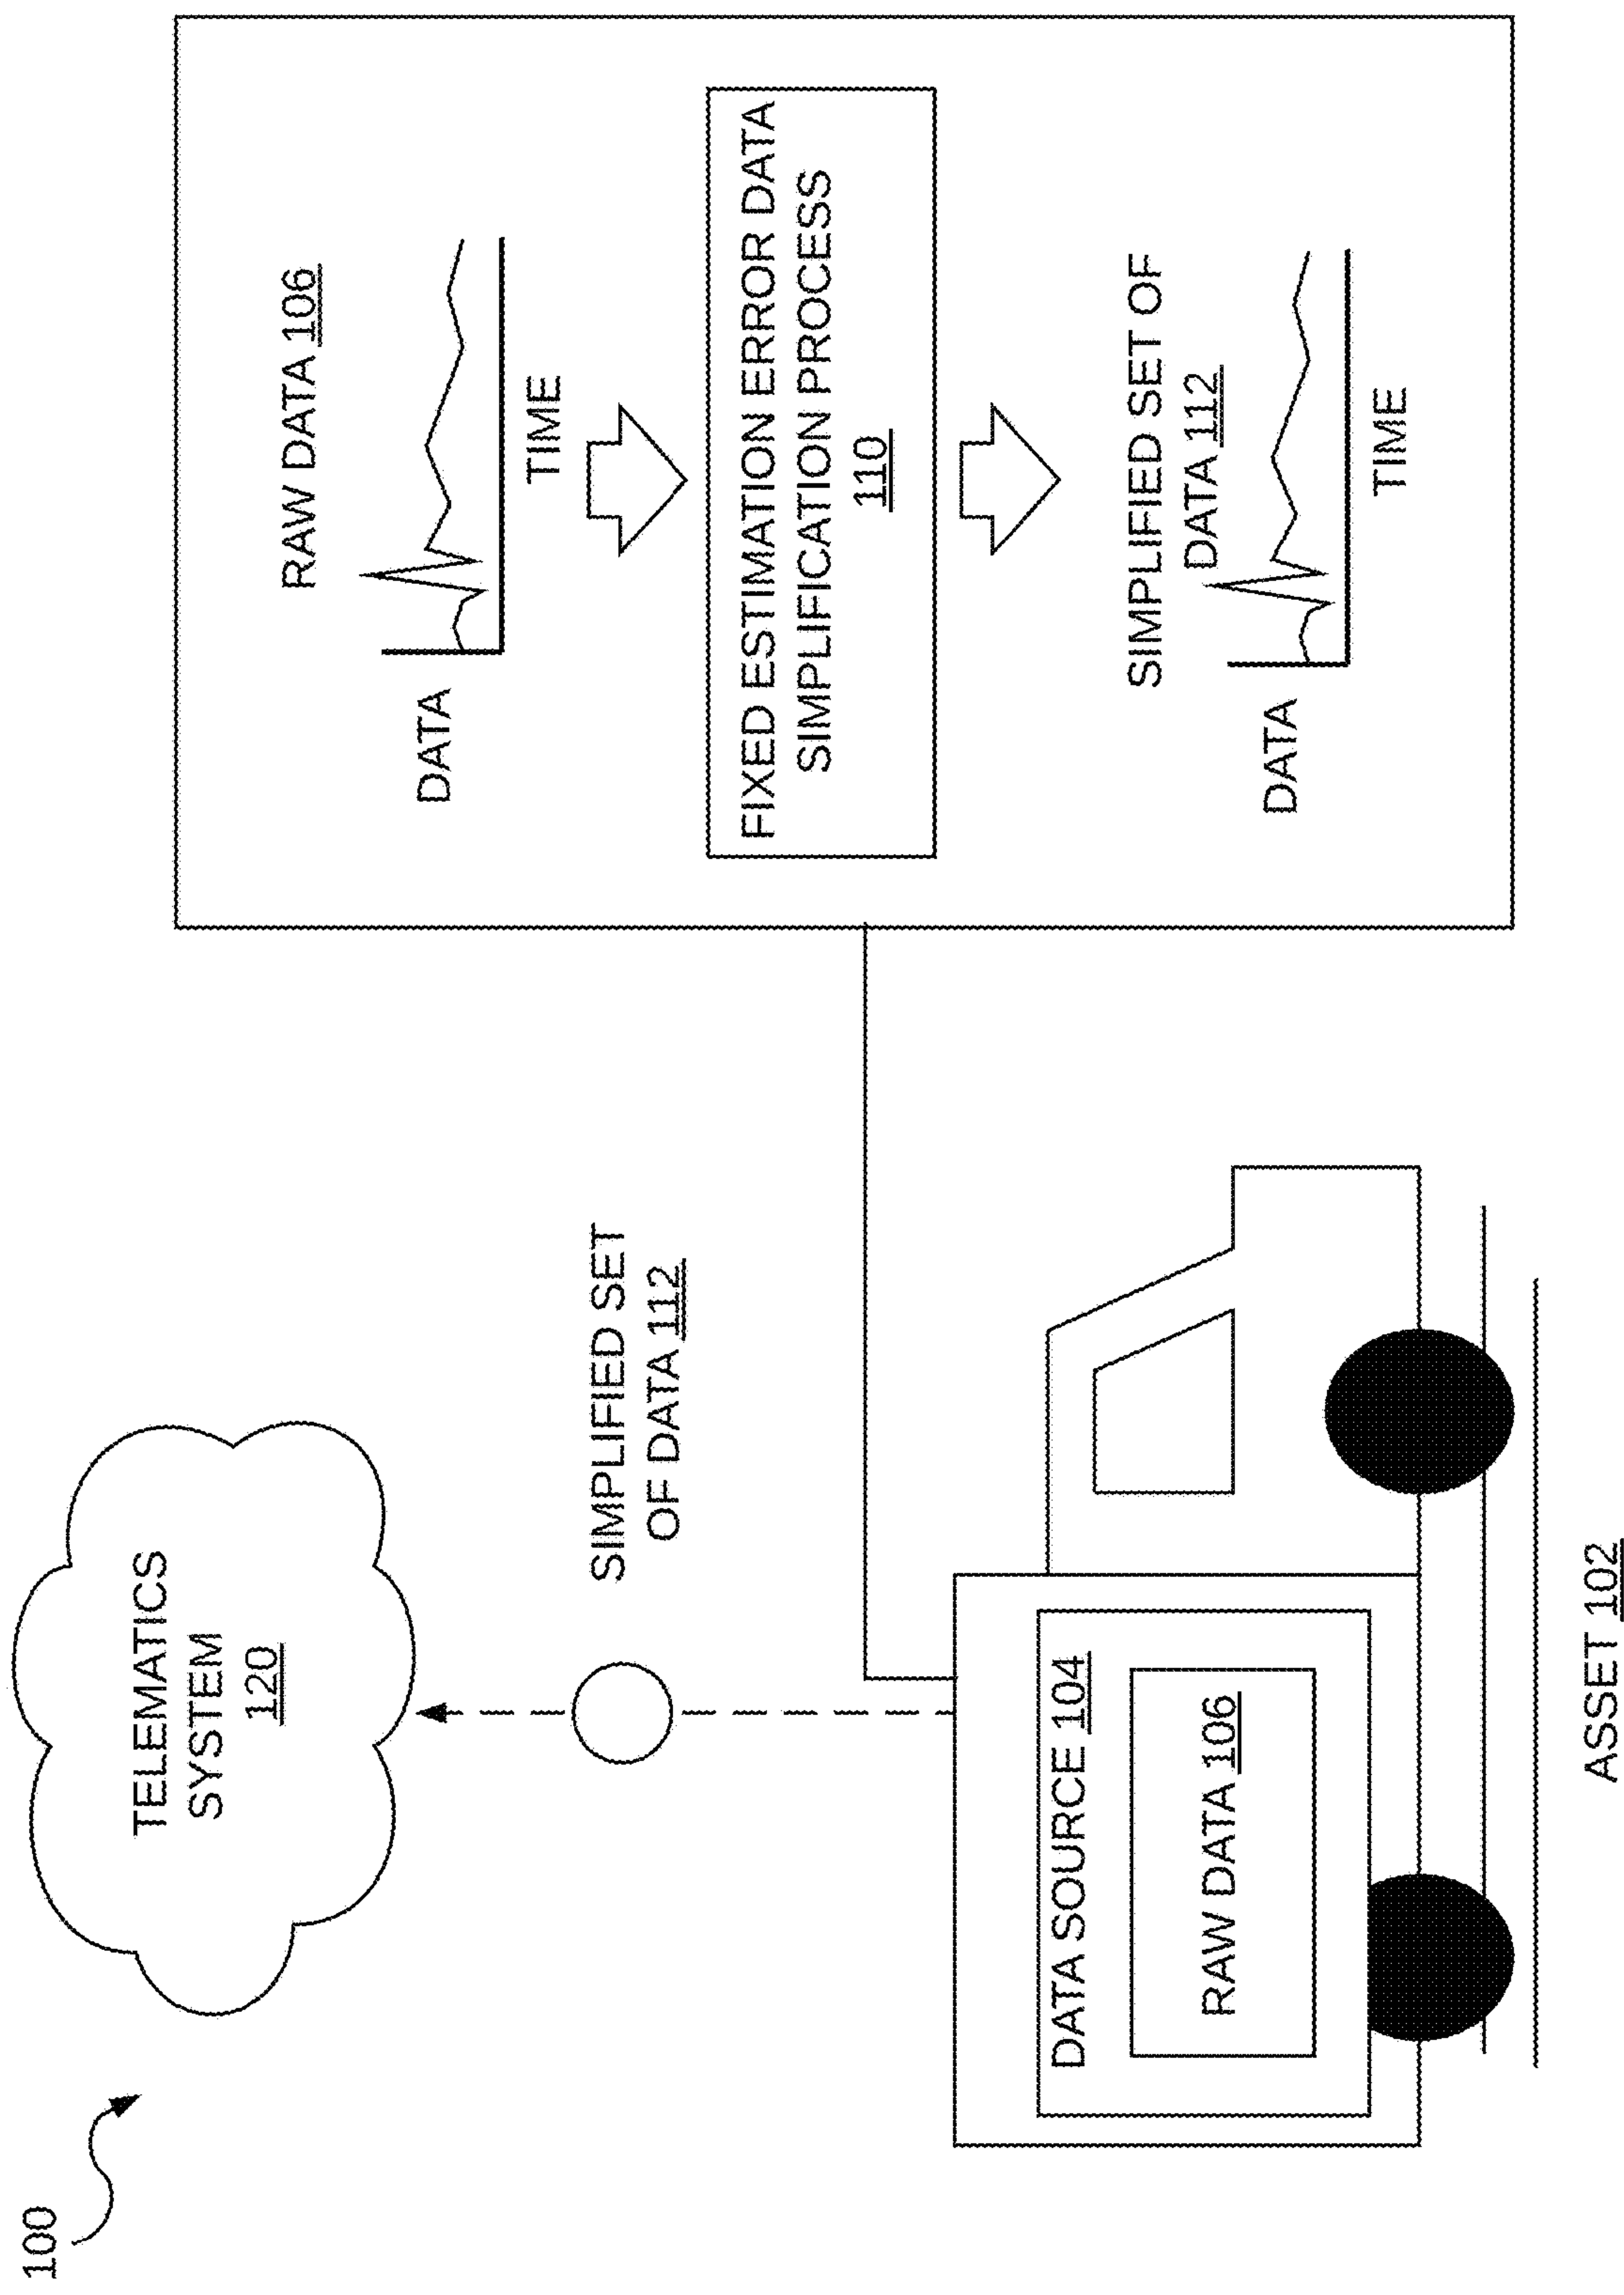 100
TELEMATICS
SYSTEM
120
SIMPLIFIED SET
OF DATA 112
DATA SOURCE 104
RAW DATA 106
ASSET 102
RAW DATA 106
DATA
TIME
FIXED ESTIMATION ERROR DATA
SIMPLIFICATION PROCESS
110
SIMPLIFIED SET OF
DATA 112
DATA
TIME